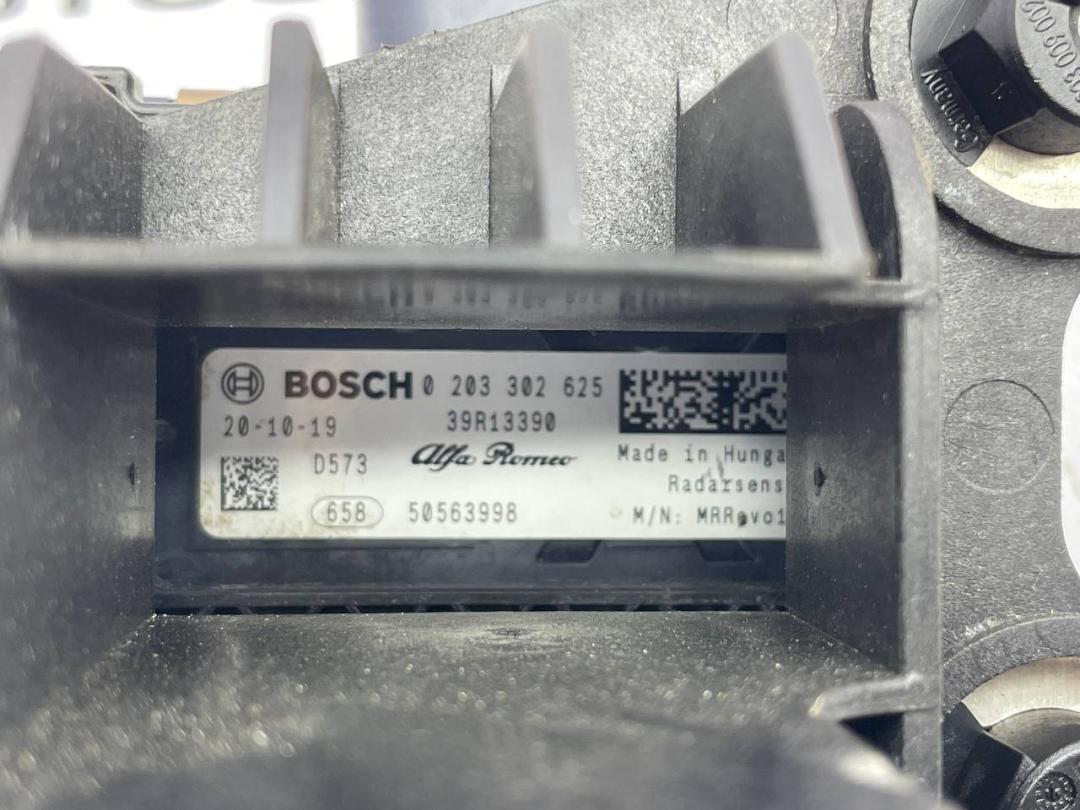 BOSCH 0 203 302 625
20-10-19 39R13390
D573 Alfa Romeo Made in Hunga
Radarsens
658 50563998 M/N: MRRevo1